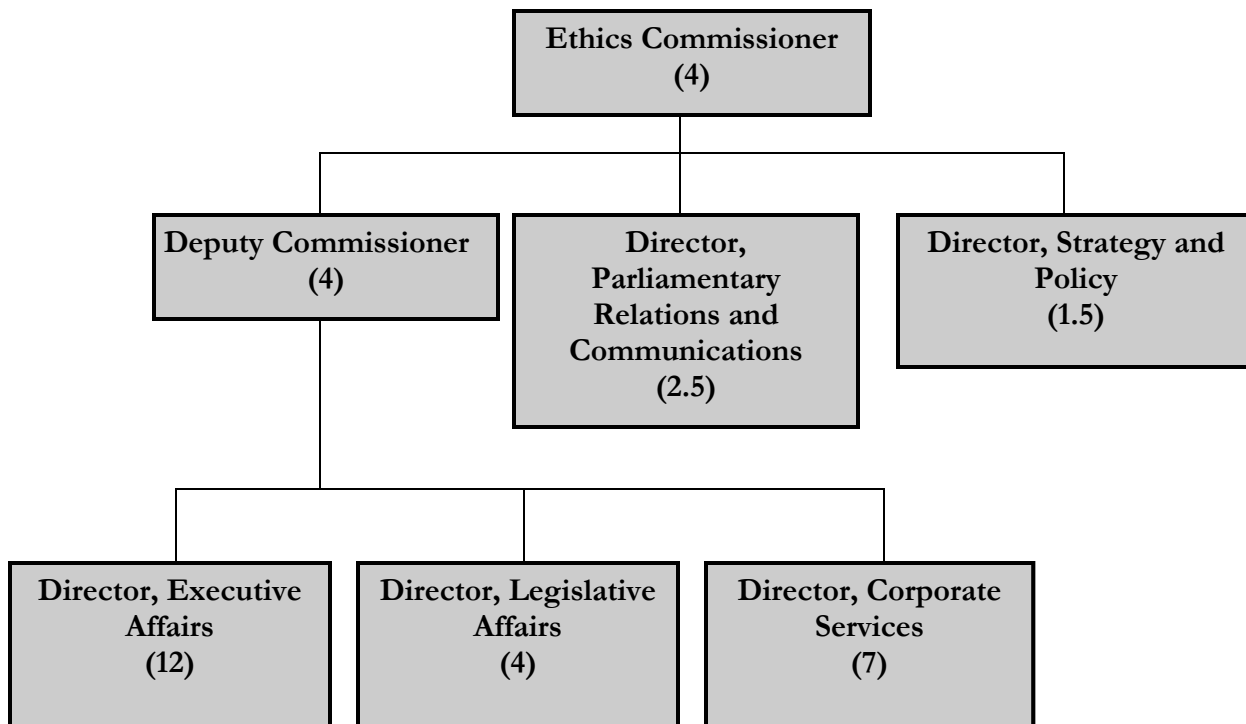 Ethics Commissioner
(4)
Deputy Commissioner
(4)
Director,
Parliamentary
Relations and
Communications
(2.5)
Director, Strategy and
Policy
(1.5)
Director, Executive
Affairs
(12)
Director, Legislative
Affairs
(4)
Director, Corporate
Services
(7)